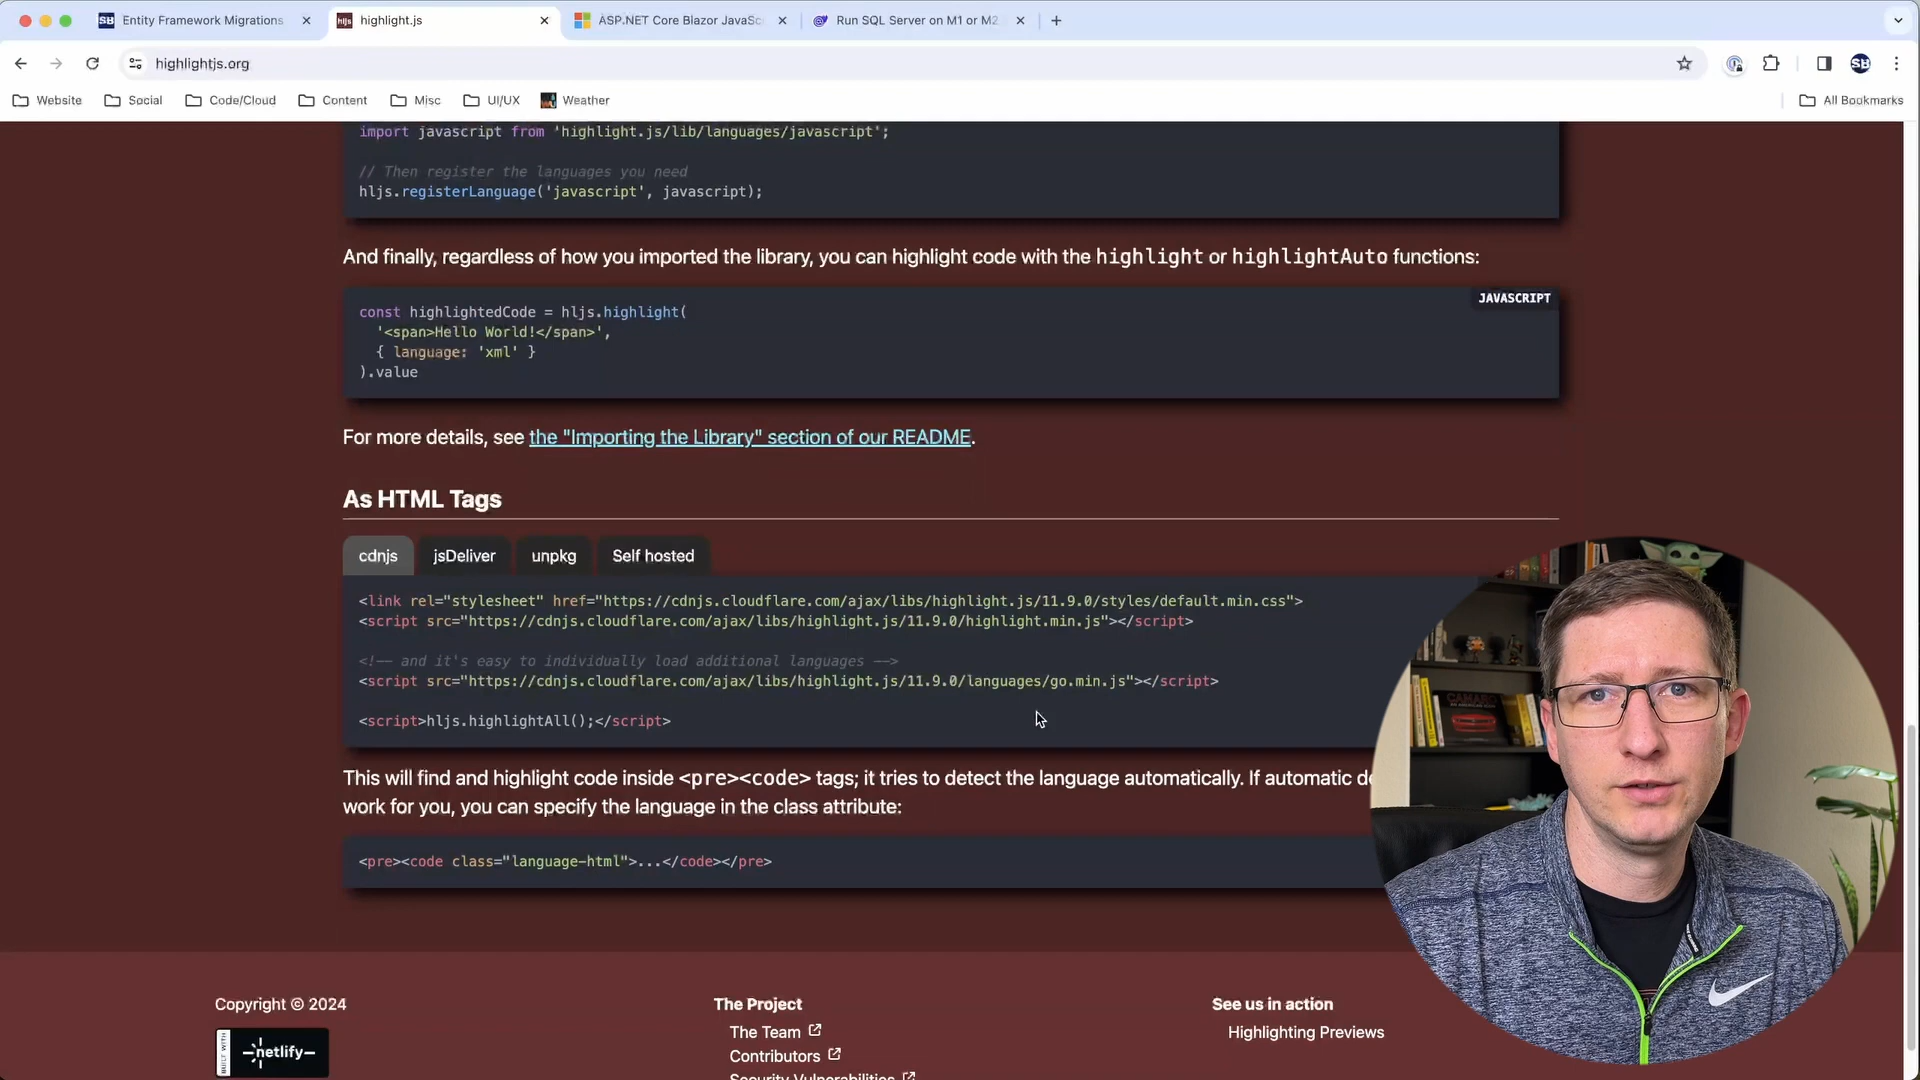 Entity Framework Migrations
highlight.js
ASP.NET Core Blazor JavaSc
Run SQL Server on M1 or M2
highlightjs.org
Website
Social
Code/Cloud
Content
Misc
UI/UX
Weather
All Bookmarks
import javascript from 'highlight.js/lib/languages/javascript';
// Then register the languages you need
hljs.registerLanguage('javascript', javascript);
And finally, regardless of how you imported the library, you can highlight code with the highlight or highlightAuto functions:
JAVASCRIPT
const highlightedCode = hljs.highlight(
'<span>Hello World!</span>',
{ language: 'xml' }
).value
For more details, see the "Importing the Library" section of our README.
As HTML Tags
cdnjs
jsDeliver
unpkg
Self hosted
<link rel="stylesheet" href="https://cdnjs.cloudflare.com/ajax/libs/highlight.js/11.9.0/styles/default.min.css">
<script src="https://cdnjs.cloudflare.com/ajax/libs/highlight.js/11.9.0/highlight.min.js"></script>
<!-- and it's easy to individually load additional languages -->
<script src="https://cdnjs.cloudflare.com/ajax/libs/highlight.js/11.9.0/languages/go.min.js"></script>
<script>hljs.highlightAll();</script>
This will find and highlight code inside <pre><code> tags; it tries to detect the language automatically. If automatic de
work for you, you can specify the language in the class attribute:
<pre><code class="language-html">...</code></pre>
CAMARO
Copyright © 2024
BUILT WITH
netlify
The Project
The Team
Contributors
Security Vulnerabilities
See us in action
Highlighting Previews